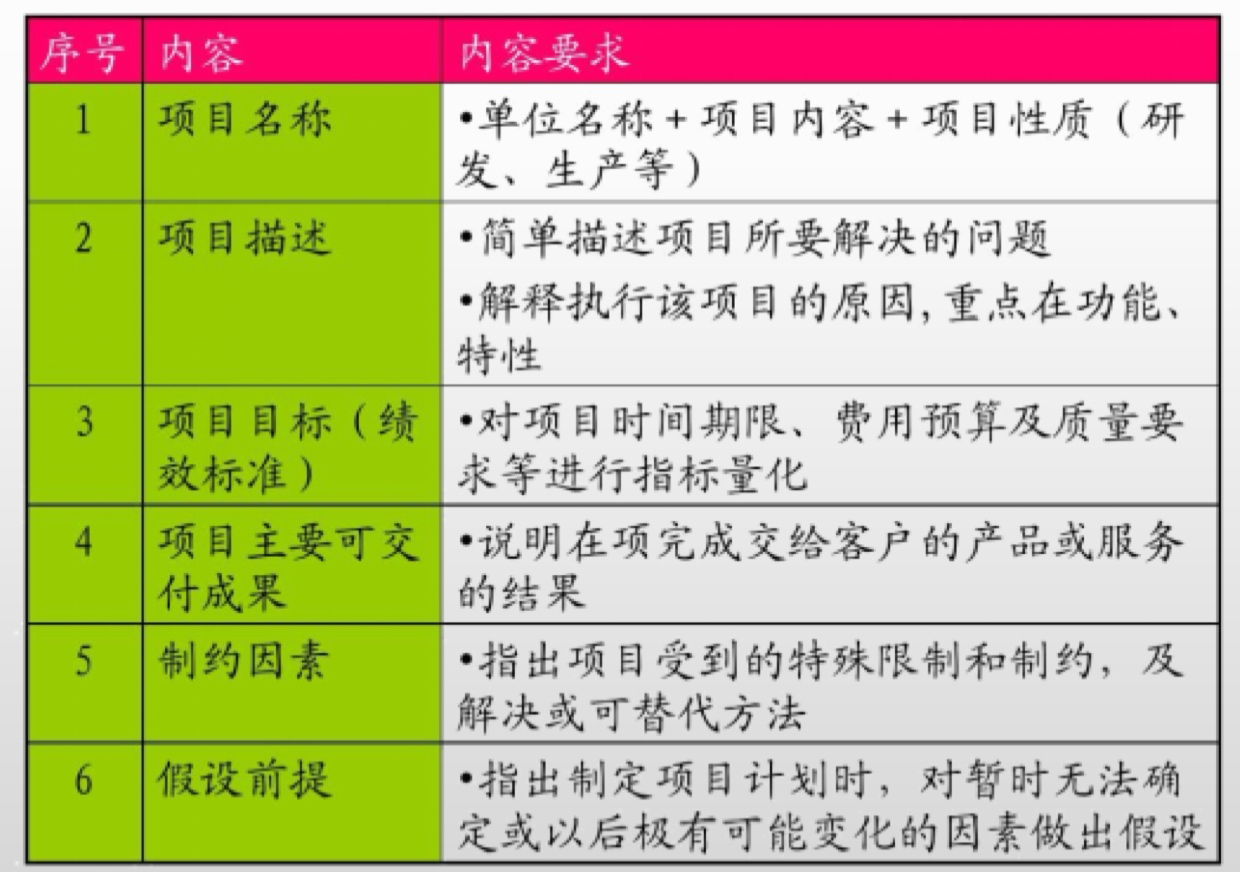 序号 内容 内容要求
1 项目名称 •单位名称+项目内容+项目性质（研
发、生产等）
2 项目描述 •简单描述项目所要解决的问题
•解释执行该项目的原因,重点在功能、
特性
3 项目目标（绩 •对项目时间期限、费用预算及质量要
效标准） 求等进行指标量化
4 项目主要可交 •说明在项完成交给客户的产品或服务
付成果 的结果
5 制约因素 •指出项目受到的特殊限制和制约，及
解决或可替代方法
6 假设前提 •指出制定项目计划时，对暂时无法确
定或以后极有可能变化的因素做出假设